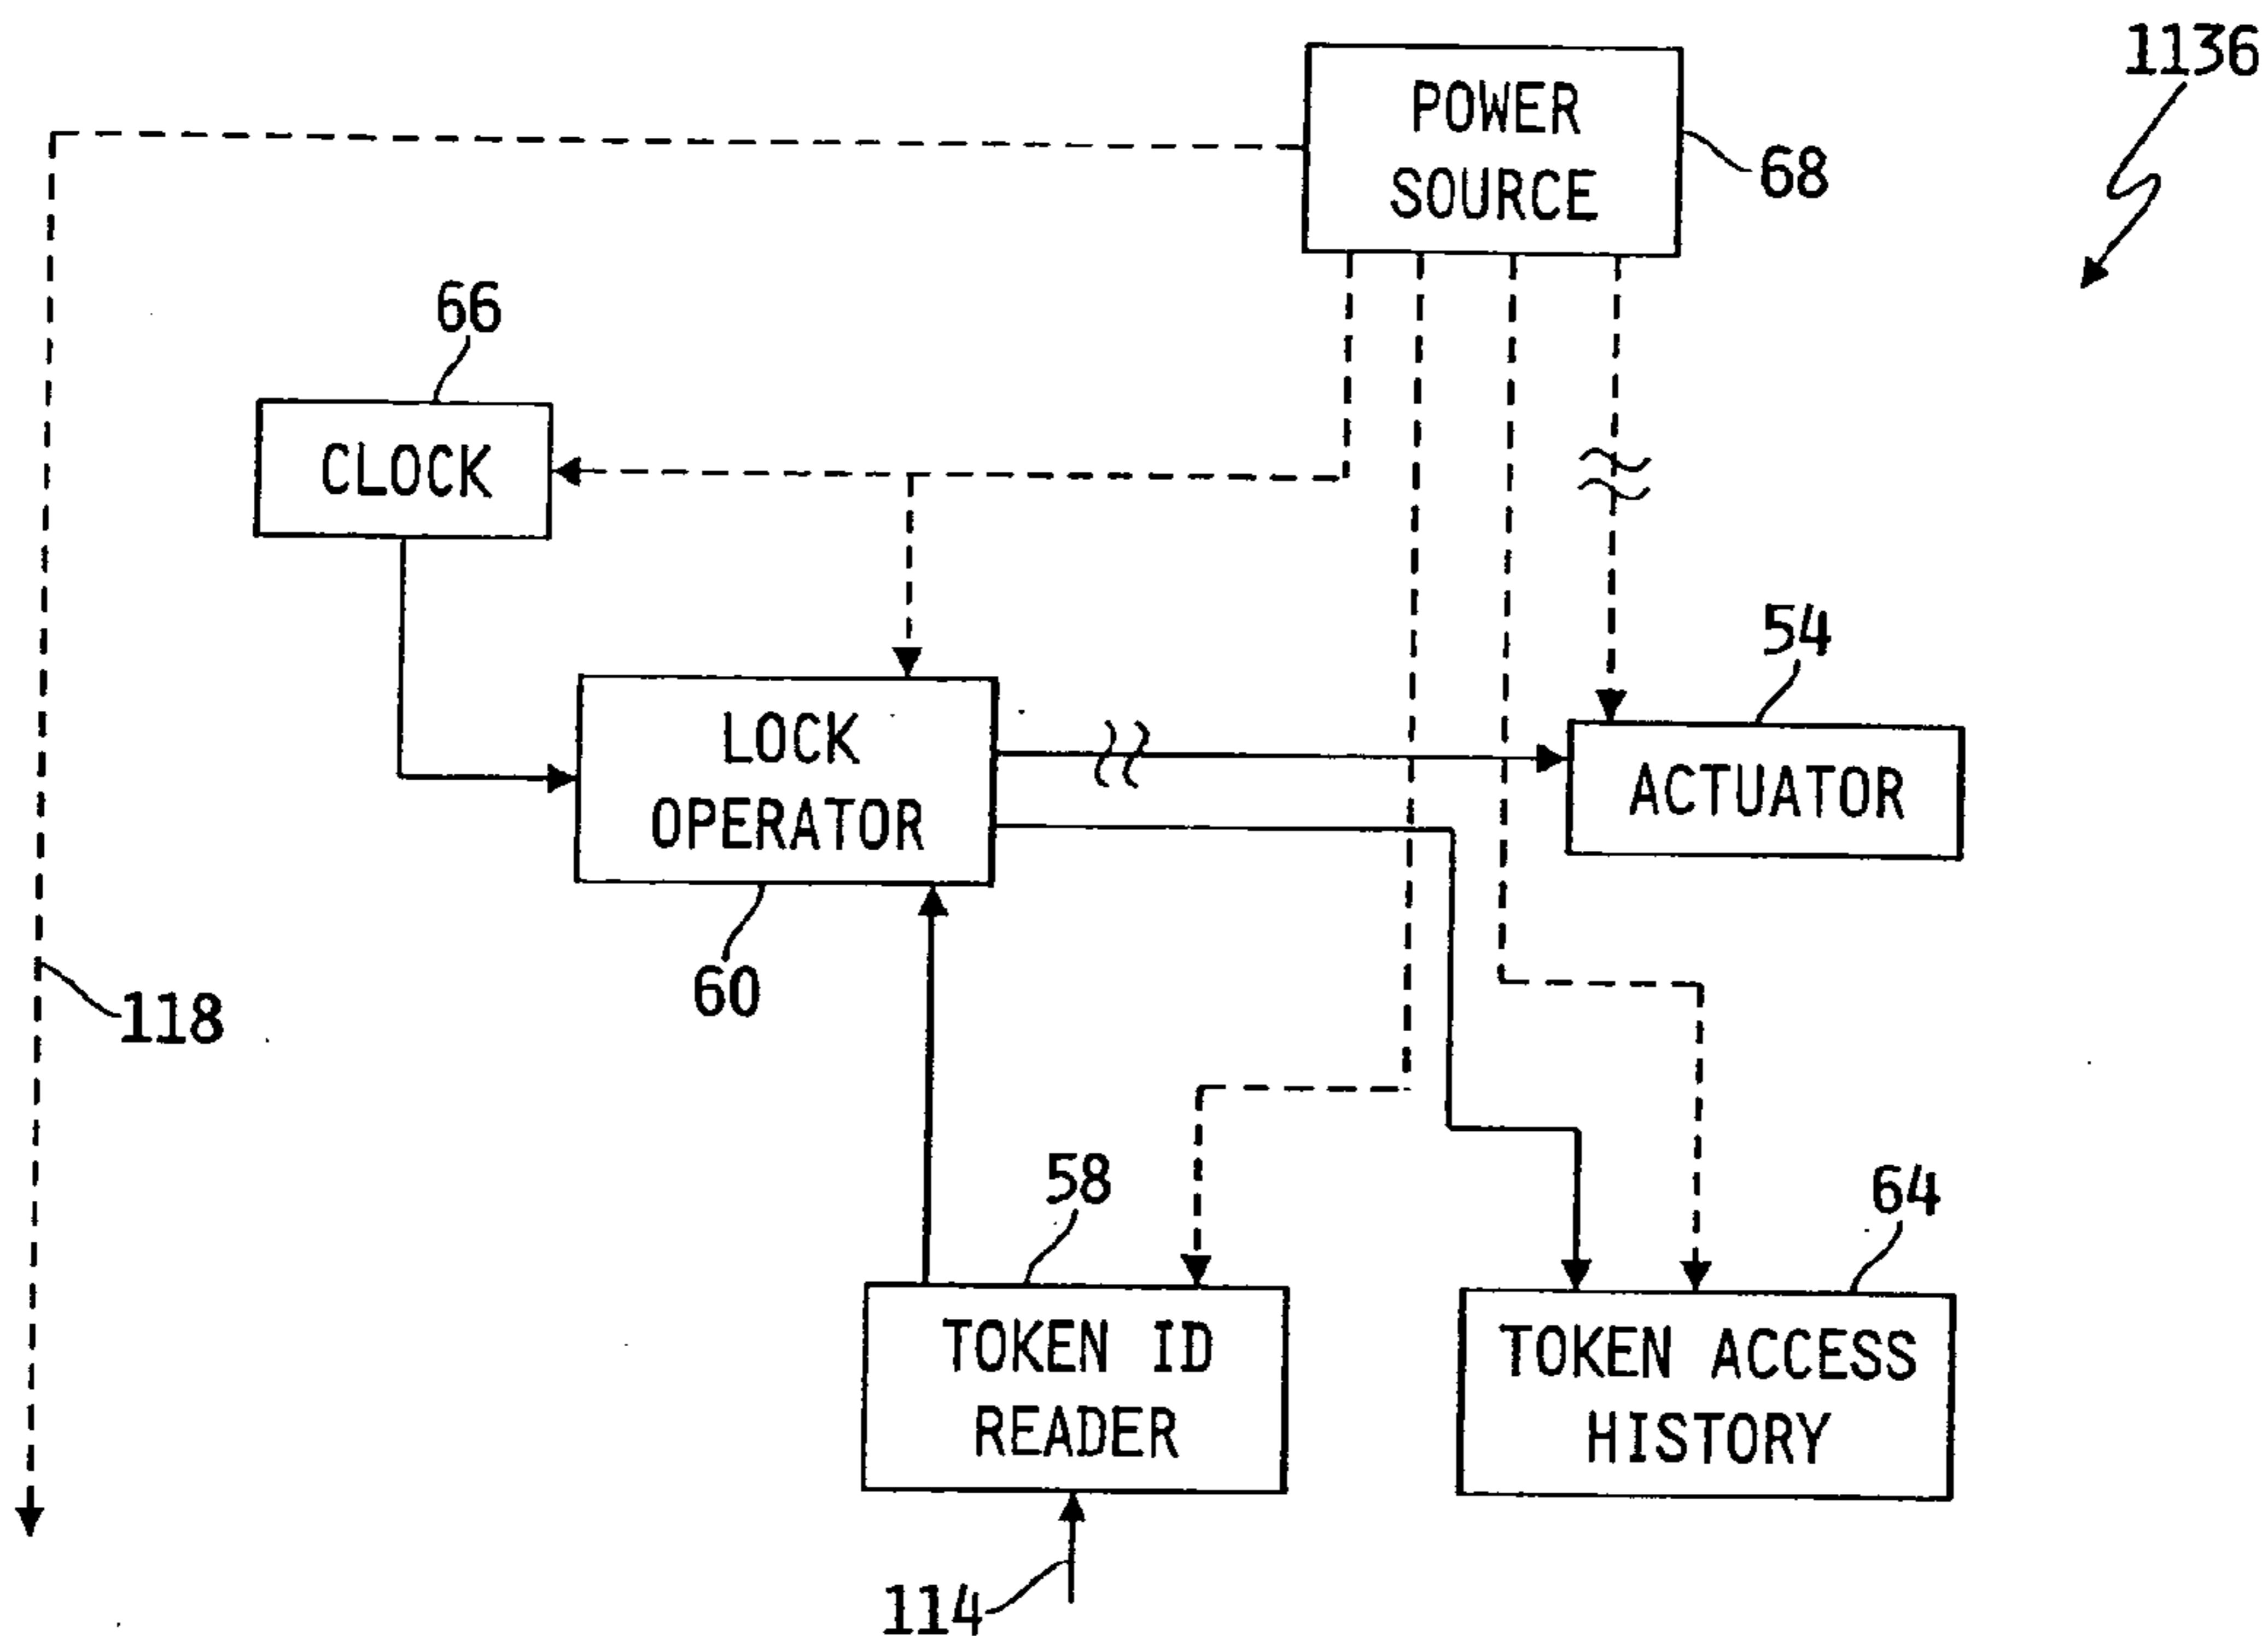 1136
POWER
SOURCE
68
66
CLOCK
54
LOCK
OPERATOR
ACTUATOR
60
118
58
64
TOKEN ID
READER
TOKEN ACCESS
HISTORY
114